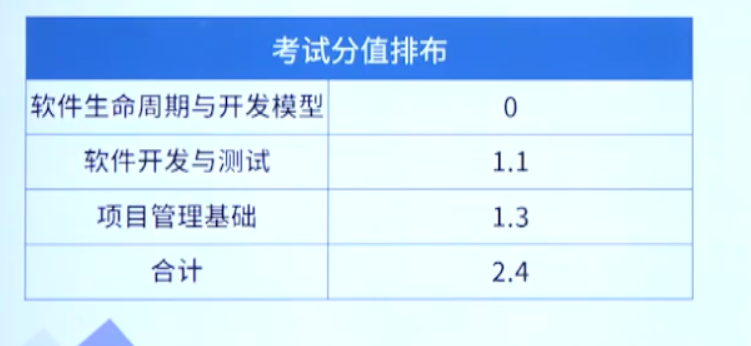 考试分值排布
软件生命周期与开发模型 0
软件开发与测试 1.1
项目管理基础 1.3
合计 2.4